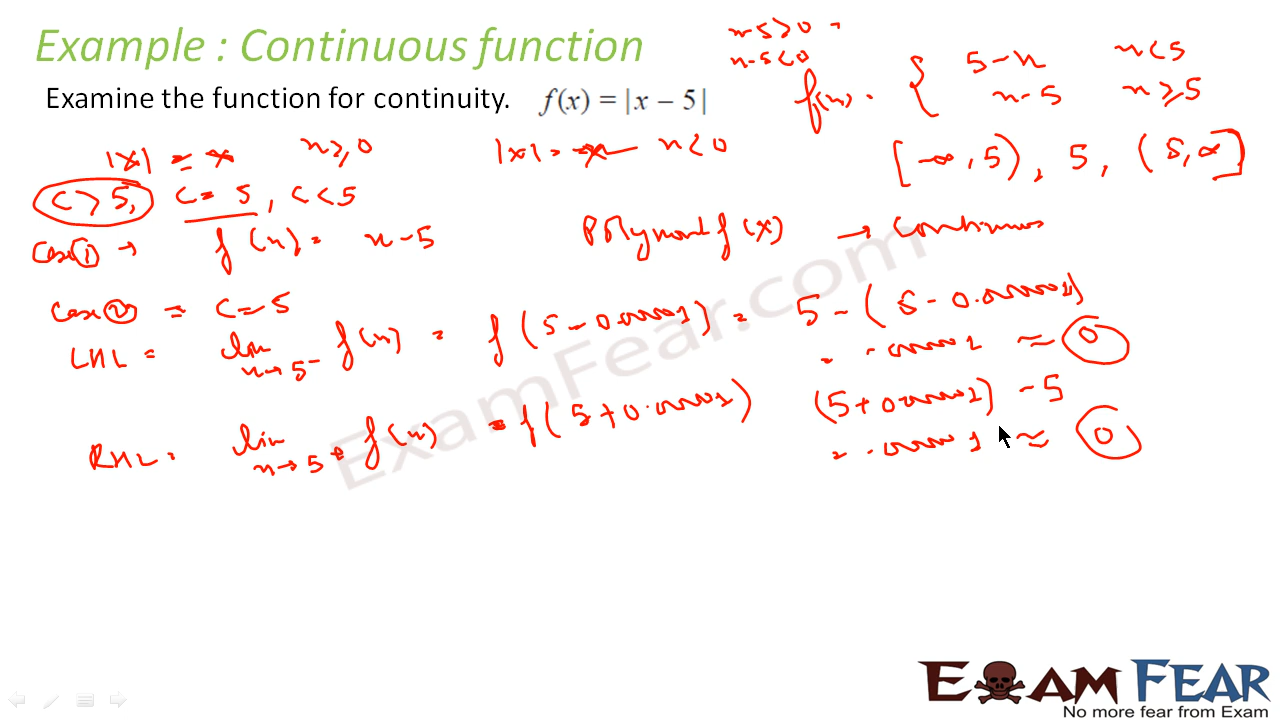 Example : Continuous function
x-5>0
x-5<0
Examine the function for continuity. f(x) = |x – 5|
f(x) = { 5-x x<5
x-5 x≥5
|x| = x x≥0 |x| = -x x<0
[-∞,5), 5, (5,∞]
C>5, C=5, C<5
Case ① → f(x) = x-5 Polynomial f(x) → Continuous
Case ② = C=5
LHL = lim x→5- f(x) = f(5-0.00001) = 5-(5-0.00001)
= .00001 ≈ 0
RHL = lim x→5+ f(x) = f(5+0.00001) (5+0.00001) -5
= .00001 ≈ 0
ExamFear.com
EXAM FEAR
No more fear from Exam